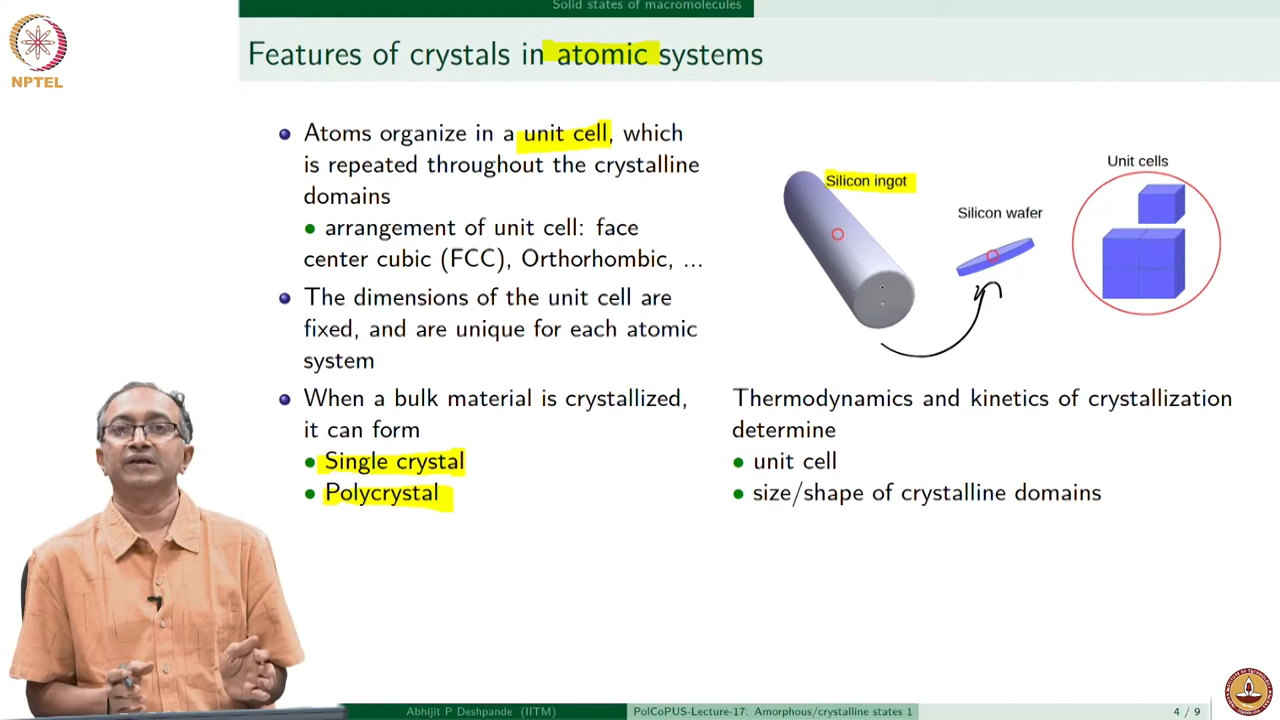 Solid states of macromolecules
NPTEL
Features of crystals in atomic systems
Atoms organize in a unit cell, which
is repeated throughout the crystalline
domains
arrangement of unit cell: face
center cubic (FCC), Orthorhombic, ...
The dimensions of the unit cell are
fixed, and are unique for each atomic
system
When a bulk material is crystallized,
it can form
Single crystal
Polycrystal
Silicon ingot
Silicon wafer
Unit cells
Thermodynamics and kinetics of crystallization
determine
unit cell
size/shape of crystalline domains
Abhijit P Deshpande (IITM)
PolCoPUS-Lecture-17: Amorphous/crystalline states 1
4 / 9